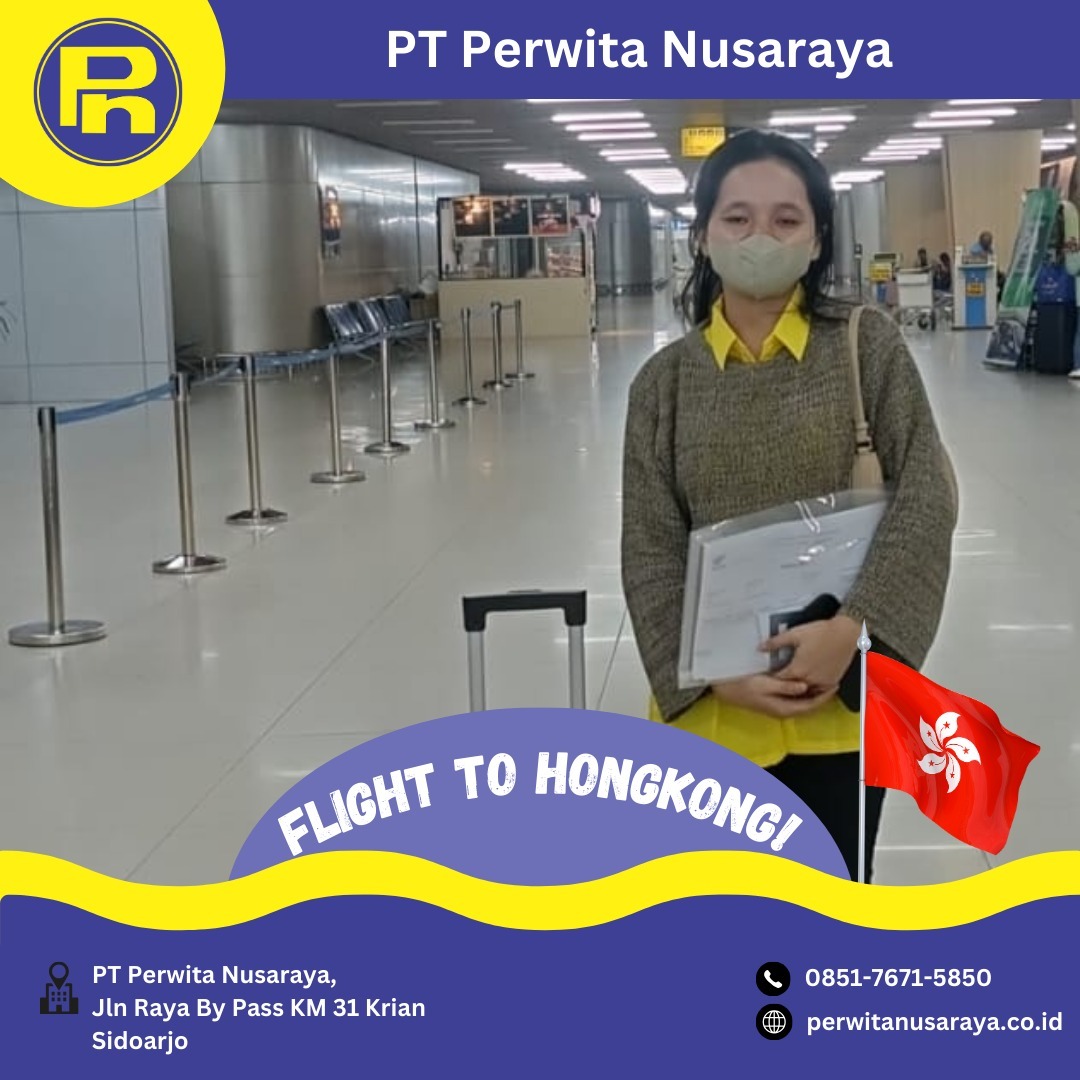 Pn
PT Perwita Nusaraya
FLIGHT TO HONGKONG!
PT Perwita Nusaraya,
Jln Raya By Pass KM 31 Krian
Sidoarjo
0851-7671-5850
perwitanusaraya.co.id